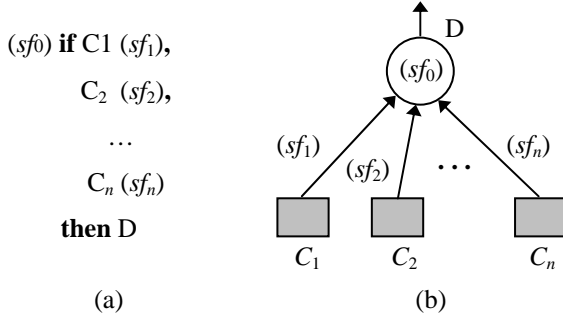 (sf0) if C1 (sf1),
C2 (sf2),
…
Cn (sfn)
then D
(a)
D
(sf0)
(sf1)
(sf2)
…
(sfn)
C1
C2
Cn
(b)